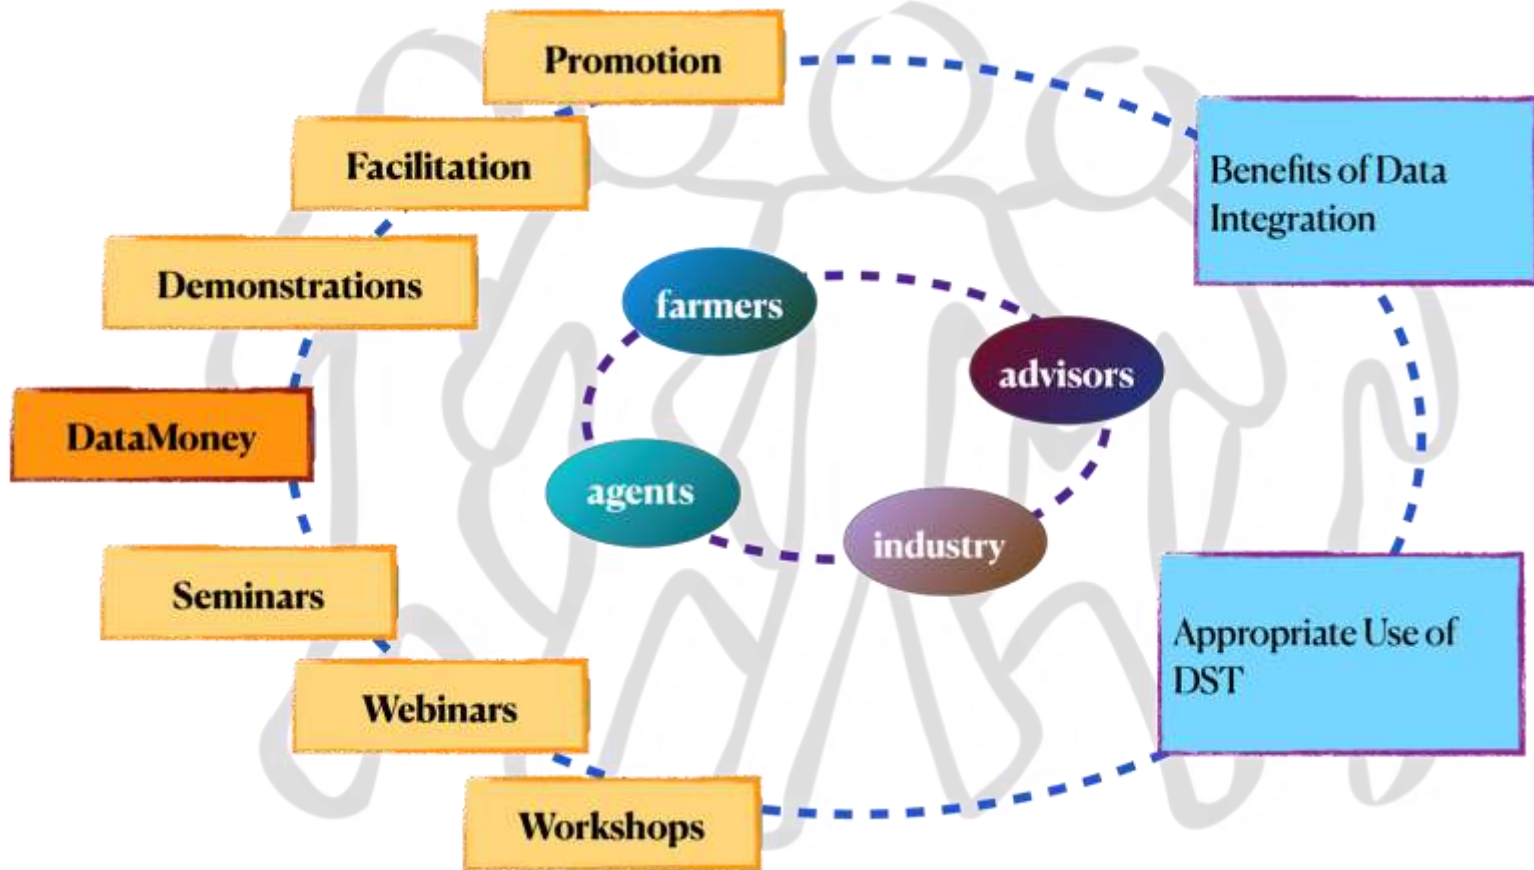 Promotion
Facilitation
Demonstrations
DataMoney
Seminars
Webinars
Workshops
farmers
advisors
agents
industry
Benefits of Data
Integration
Appropriate Use of
DST